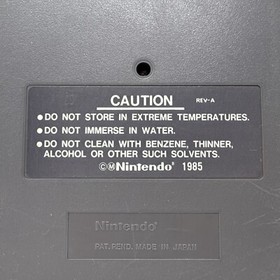 CAUTION
REV-A
●DO NOT STORE IN EXTREME TEMPERATURES.
●DO NOT IMMERSE IN WATER.
●DO NOT CLEAN WITH BENZENE, THINNER,
ALCOHOL OR OTHER SUCH SOLVENTS.
©ⓂNintendo® 1985
Nintendo®
PAT. PEND. MADE IN JAPAN